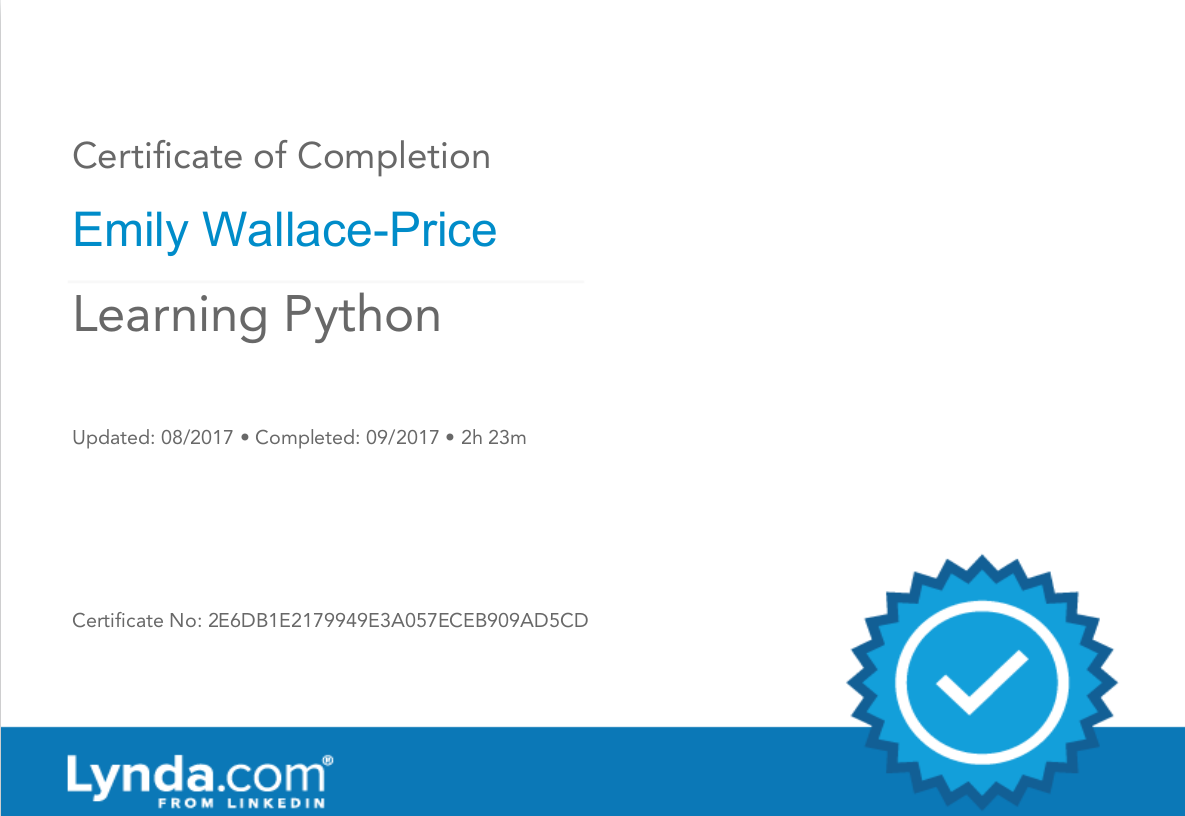 Certificate of Completion
Emily Wallace-Price
Learning Python
Updated: 08/2017 • Completed: 09/2017 • 2h 23m
Certificate No: 2E6DB1E2179949E3A057ECEB909AD5CD
Lynda.com®
FROM LINKEDIN